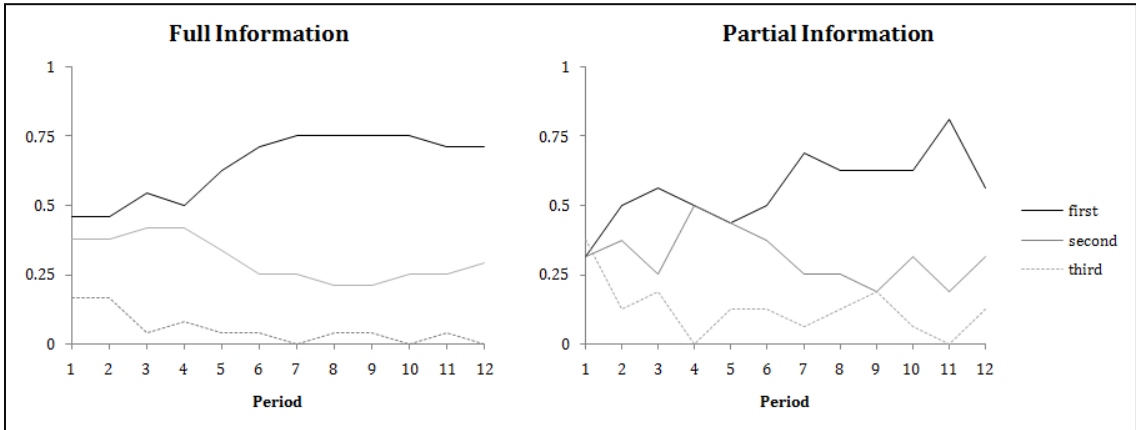 Full Information
1
0.75
0.5
0.25
0
1 2 3 4 5 6 7 8 9 10 11 12
Period
Partial Information
1
0.75
0.5
0.25
0
1 2 3 4 5 6 7 8 9 10 11 12
Period
first
second
third